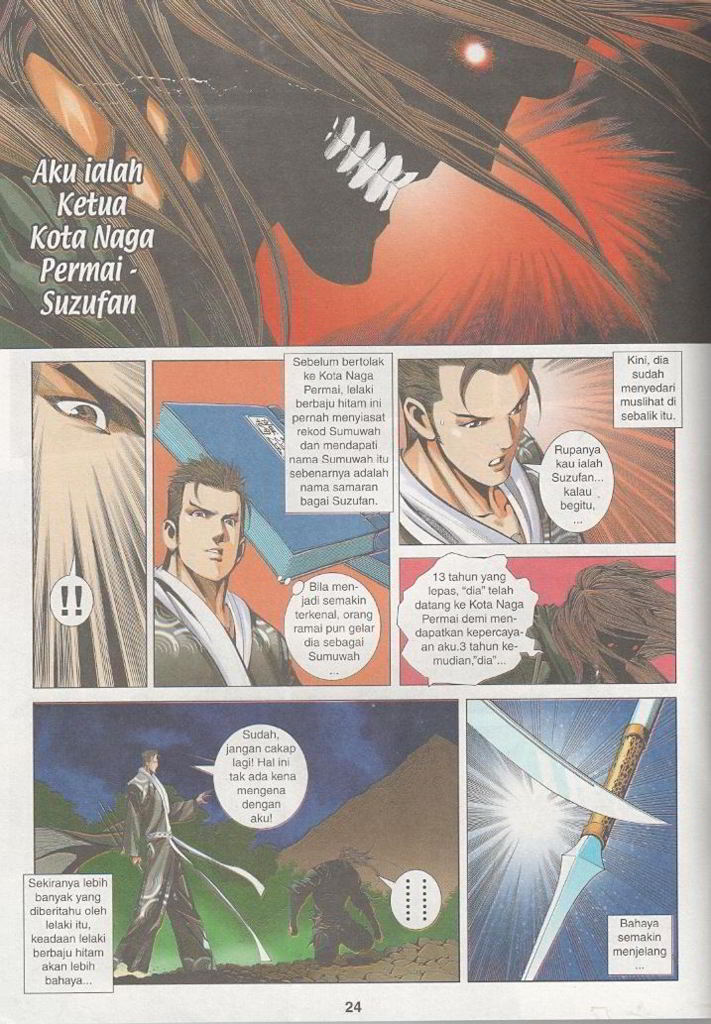 Aku ialah
Ketua
Kota Naga
Permai -
Suzufan
!!
Sebelum bertolak
ke Kota Naga
Permai, lelaki
berbaju hitam ini
pernah menyiasat
rekod Sumuwah
dan mendapati
nama Sumuwah itu
sebenarnya adalah
nama samaran
bagai Suzufan.
Bila men-
jadi semakin
terkenal, orang
ramai pun gelar
dia sebagai
Sumuwah
...
Kini, dia
sudah
menyedari
muslihat di
sebalik itu.
Rupanya
kau ialah
Suzufan...
kalau
begitu,
...
13 tahun yang
lepas, "dia" telah
datang ke Kota Naga
Permai demi men-
dapatkan kepercaya-
an aku.3 tahun ke-
mudian,"dia"...
Sudah,
jangan cakap
lagi! Hal ini
tak ada kena
mengena
dengan
aku!
Sekiranya lebih
banyak yang
diberitahu oleh
lelaki itu,
keadaan lelaki
berbaju hitam
akan lebih
bahaya...
Bahaya
semakin
menjelang
...
24